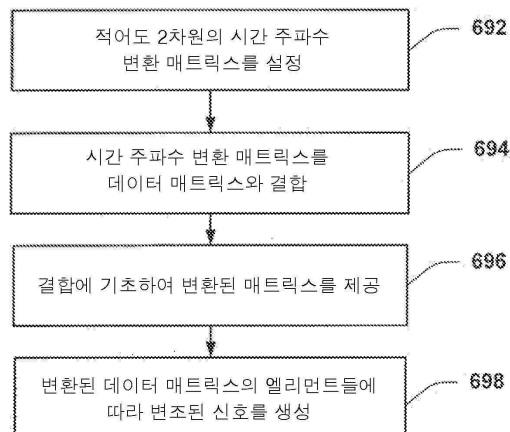 적어도 2차원의 시간 주파수
변환 매트릭스를 설정
692
시간 주파수 변환 매트릭스를
데이터 매트릭스와 결합
694
결합에 기초하여 변환된 매트릭스를 제공
696
변환된 데이터 매트릭스의 엘리먼트들에
따라 변조된 신호를 생성
698